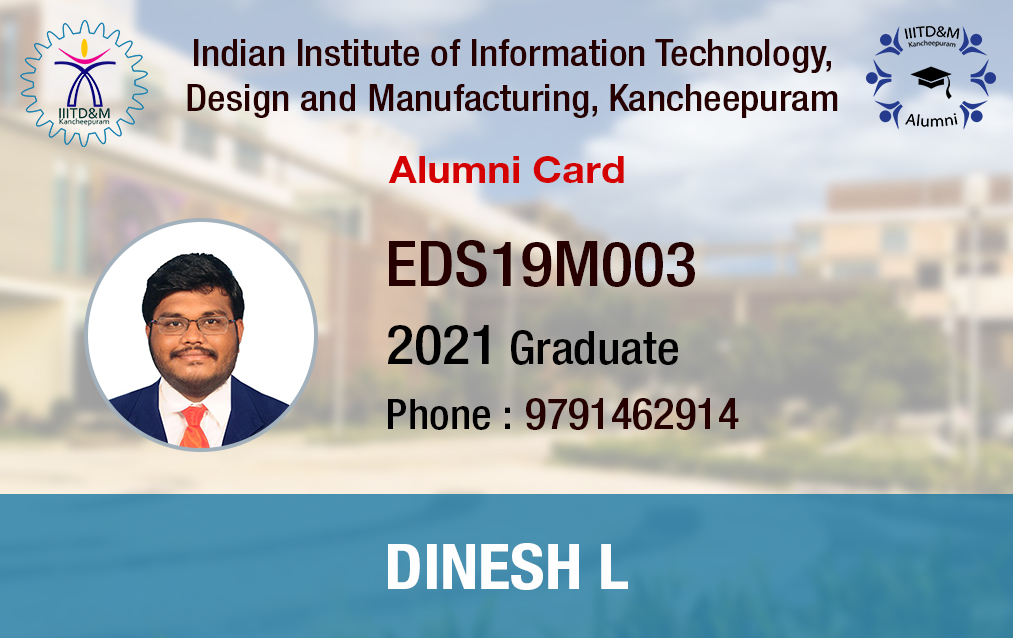 Indian Institute of Information Technology,
Design and Manufacturing, Kancheepuram
IIITD&M
Kancheepuram
IIITD&M
Kancheepuram
Alumni
Alumni Card
EDS19M003
2021 Graduate
Phone : 9791462914
DINESH L